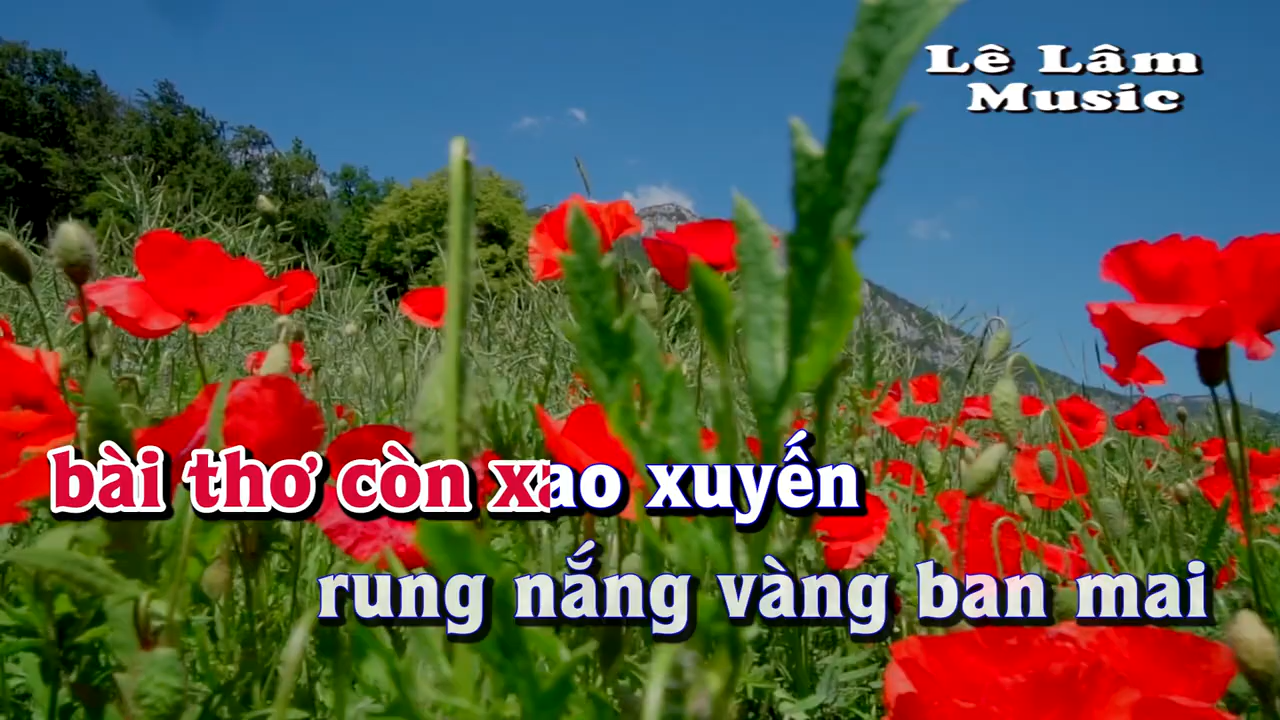 Lê Lâm
Music
bài thơ còn xao xuyến
rung nắng vàng ban mai